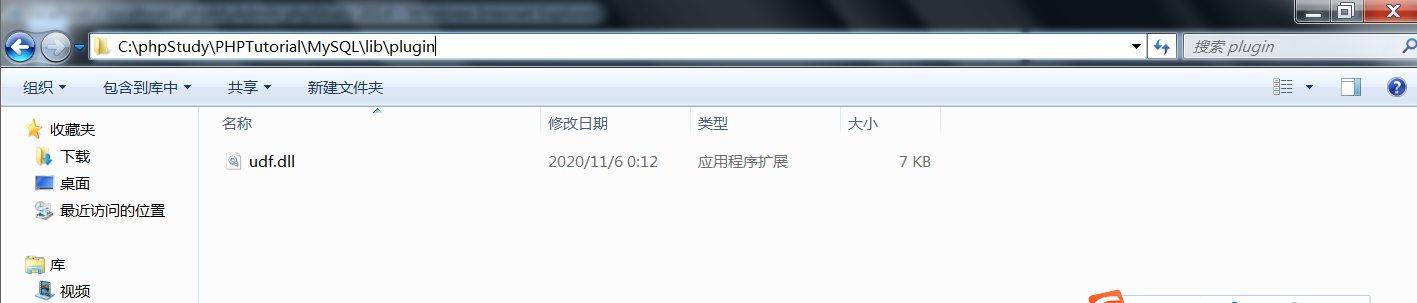 C:\phpStudy\PHPTutorial\MySQL\lib\plugin
搜索 plugin
组织 包含到库中 共享 新建文件夹
收藏夹
下载
桌面
最近访问的位置
库
视频
名称 修改日期 类型 大小
udf.dll 2020/11/6 0:12 应用程序扩展 7 KB